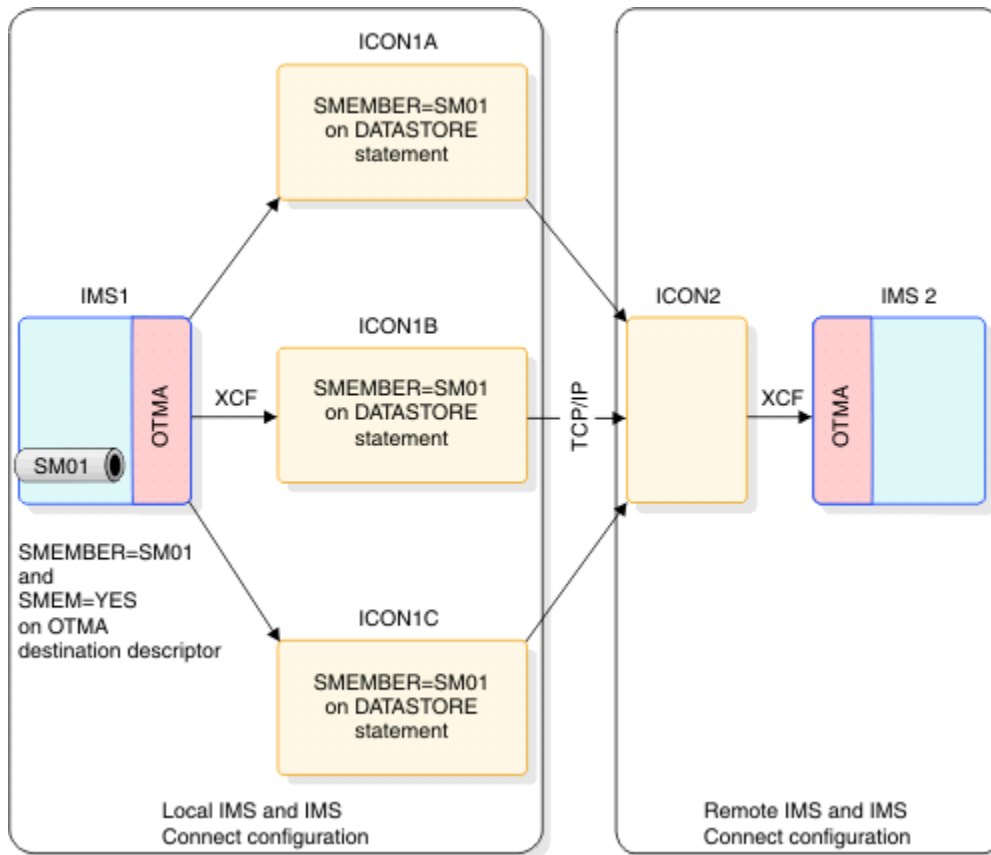 ICON1A
SMEMBER=SM01
on DATASTORE
statement
IMS1
OTMA
SM01
XCF
ICON1B
SMEMBER=SM01
on DATASTORE
statement
TCP/IP
ICON2
XCF
IMS 2
OTMA
SMEMBER=SM01
and
SMEM=YES
on OTMA
destination descriptor
ICON1C
SMEMBER=SM01
on DATASTORE
statement
Local IMS and IMS
Connect configuration
Remote IMS and IMS
Connect configuration